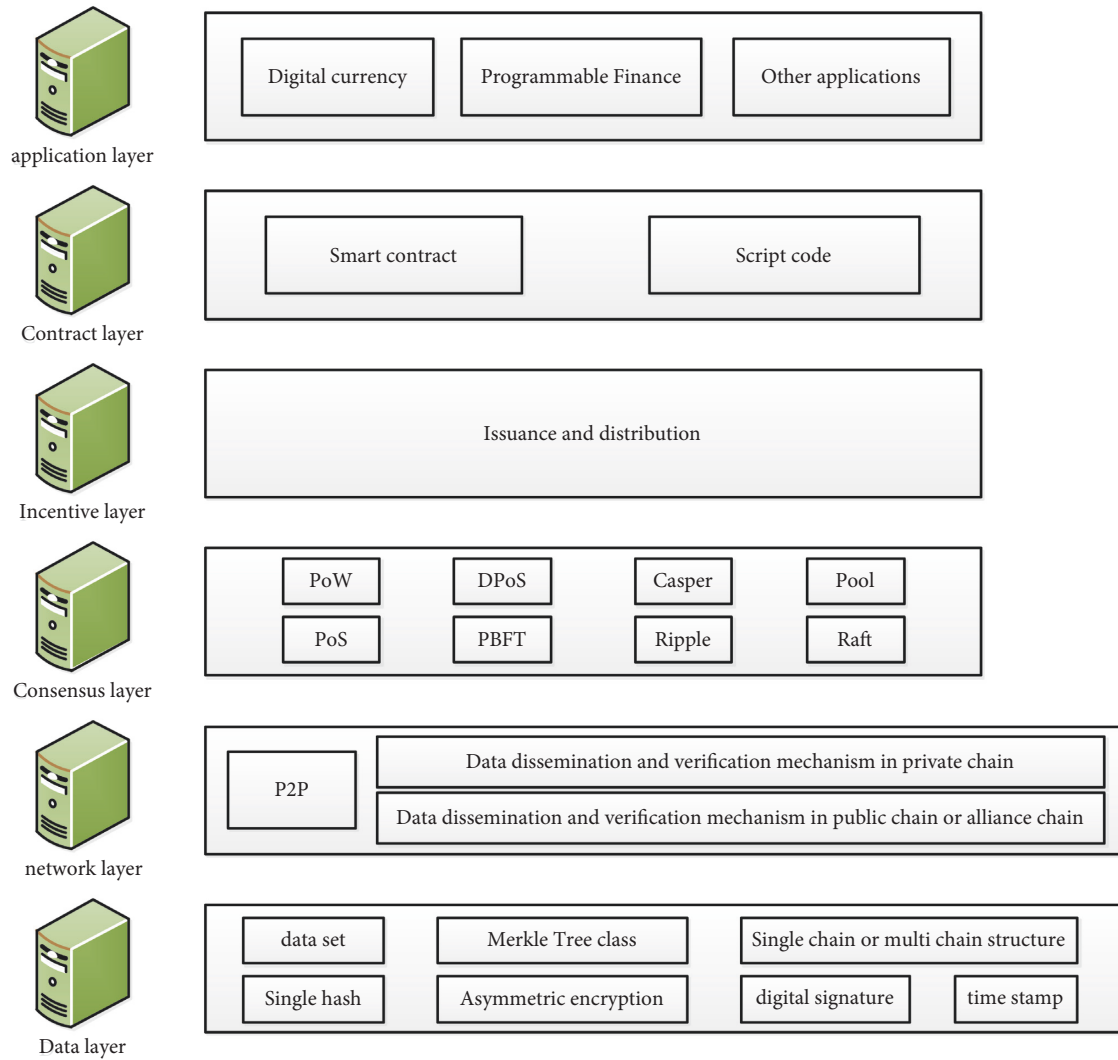 Digital currency
Programmable Finance
Other applications
application layer
Smart contract
Script code
Contract layer
Issuance and distribution
Incentive layer
PoW
DPoS
Casper
Pool
PoS
PBFT
Ripple
Raft
Consensus layer
P2P
Data dissemination and verification mechanism in private chain
Data dissemination and verification mechanism in public chain or alliance chain
network layer
data set
Merkle Tree class
Single chain or multi chain structure
Single hash
Asymmetric encryption
digital signature
time stamp
Data layer